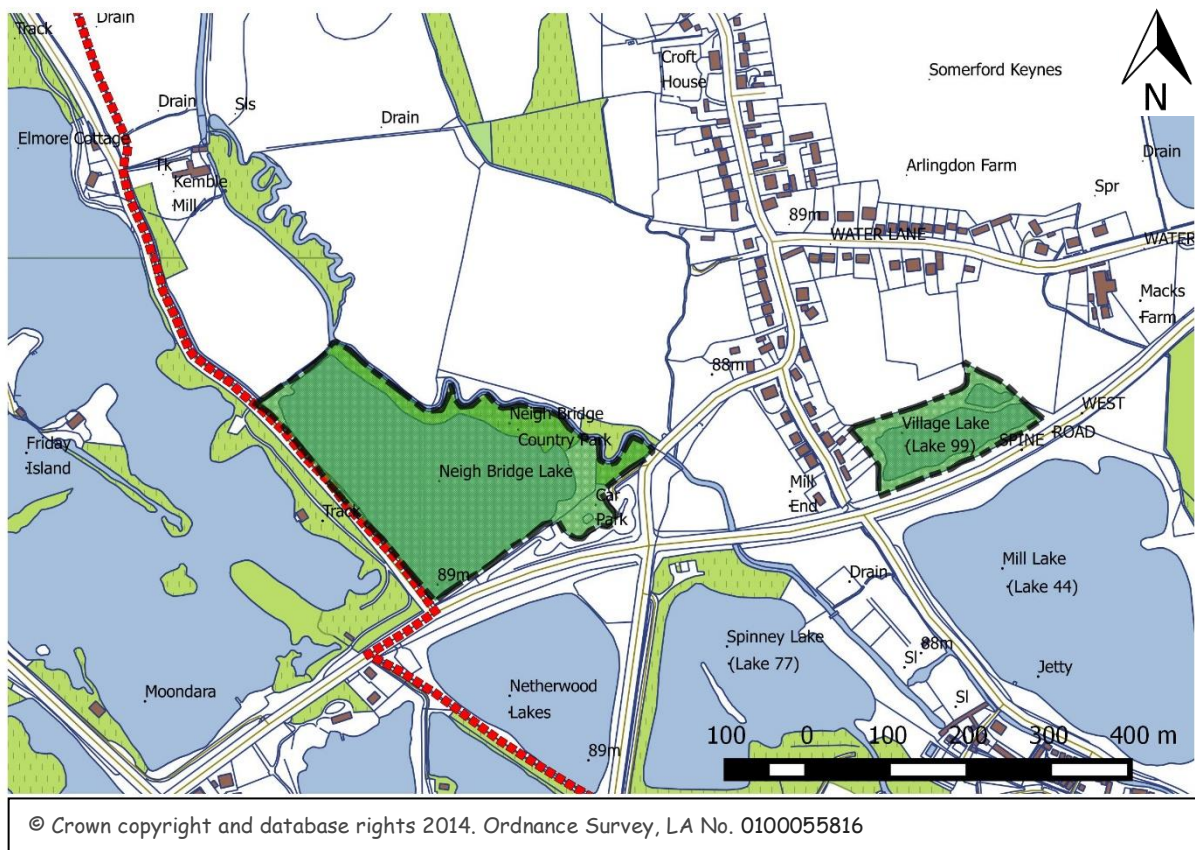 Drain
Track
Croft
House
Somerford Keynes
N
Drain
Sls
Drain
Elmore Cottage
Drain
Tk
Kemble
Mill
Arlingdon Farm
Spr
89m
WATER LANE
WATER
Macks
Farm
88m
Neigh Bridge
Country Park
Village Lake
(Lake 99)
WEST
SPINE ROAD
Friday
Island
Neigh Bridge Lake
Car
Park
Mill
End
Track
89m
Drain
Mill Lake
(Lake 44)
Spinney Lake
(Lake 77)
Sl
88m
Jetty
Moondara
Netherwood
Lakes
Sl
89m
100 0 100 200 300 400 m
© Crown copyright and database rights 2014. Ordnance Survey, LA No. 0100055816